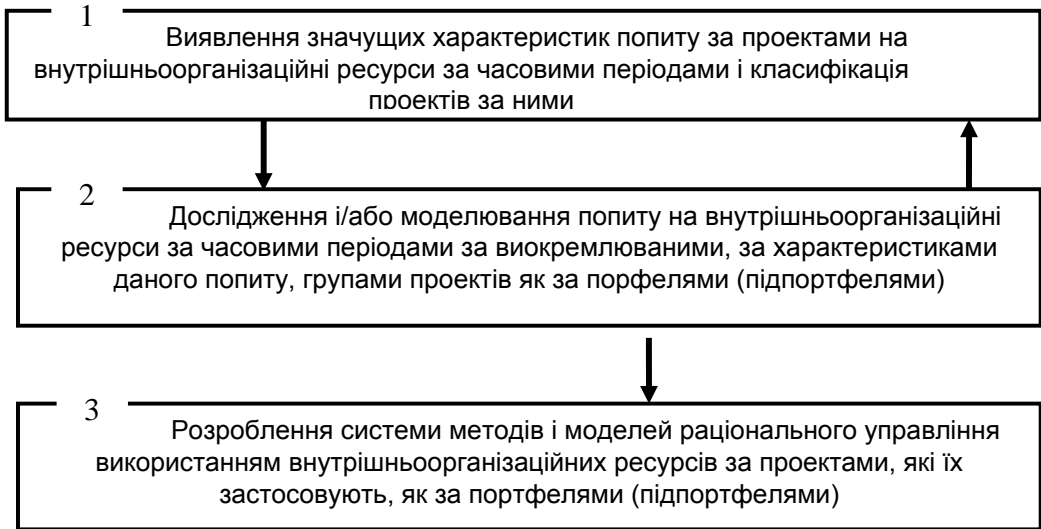 1
Виявлення значущих характеристик попиту за проектами на
внутрішньоорганізаційні ресурси за часовими періодами і класифікація
проектів за ними
2
Дослідження і/або моделювання попиту на внутрішньоорганізаційні
ресурси за часовими періодами за виокремлюваними, за характеристиками
даного попиту, групами проектів як за порфелями (підпортфелями)
3
Розроблення системи методів і моделей раціонального управління
використанням внутрішньоорганізаційних ресурсів за проектами, які їх
застосовують, як за портфелями (підпортфелями)